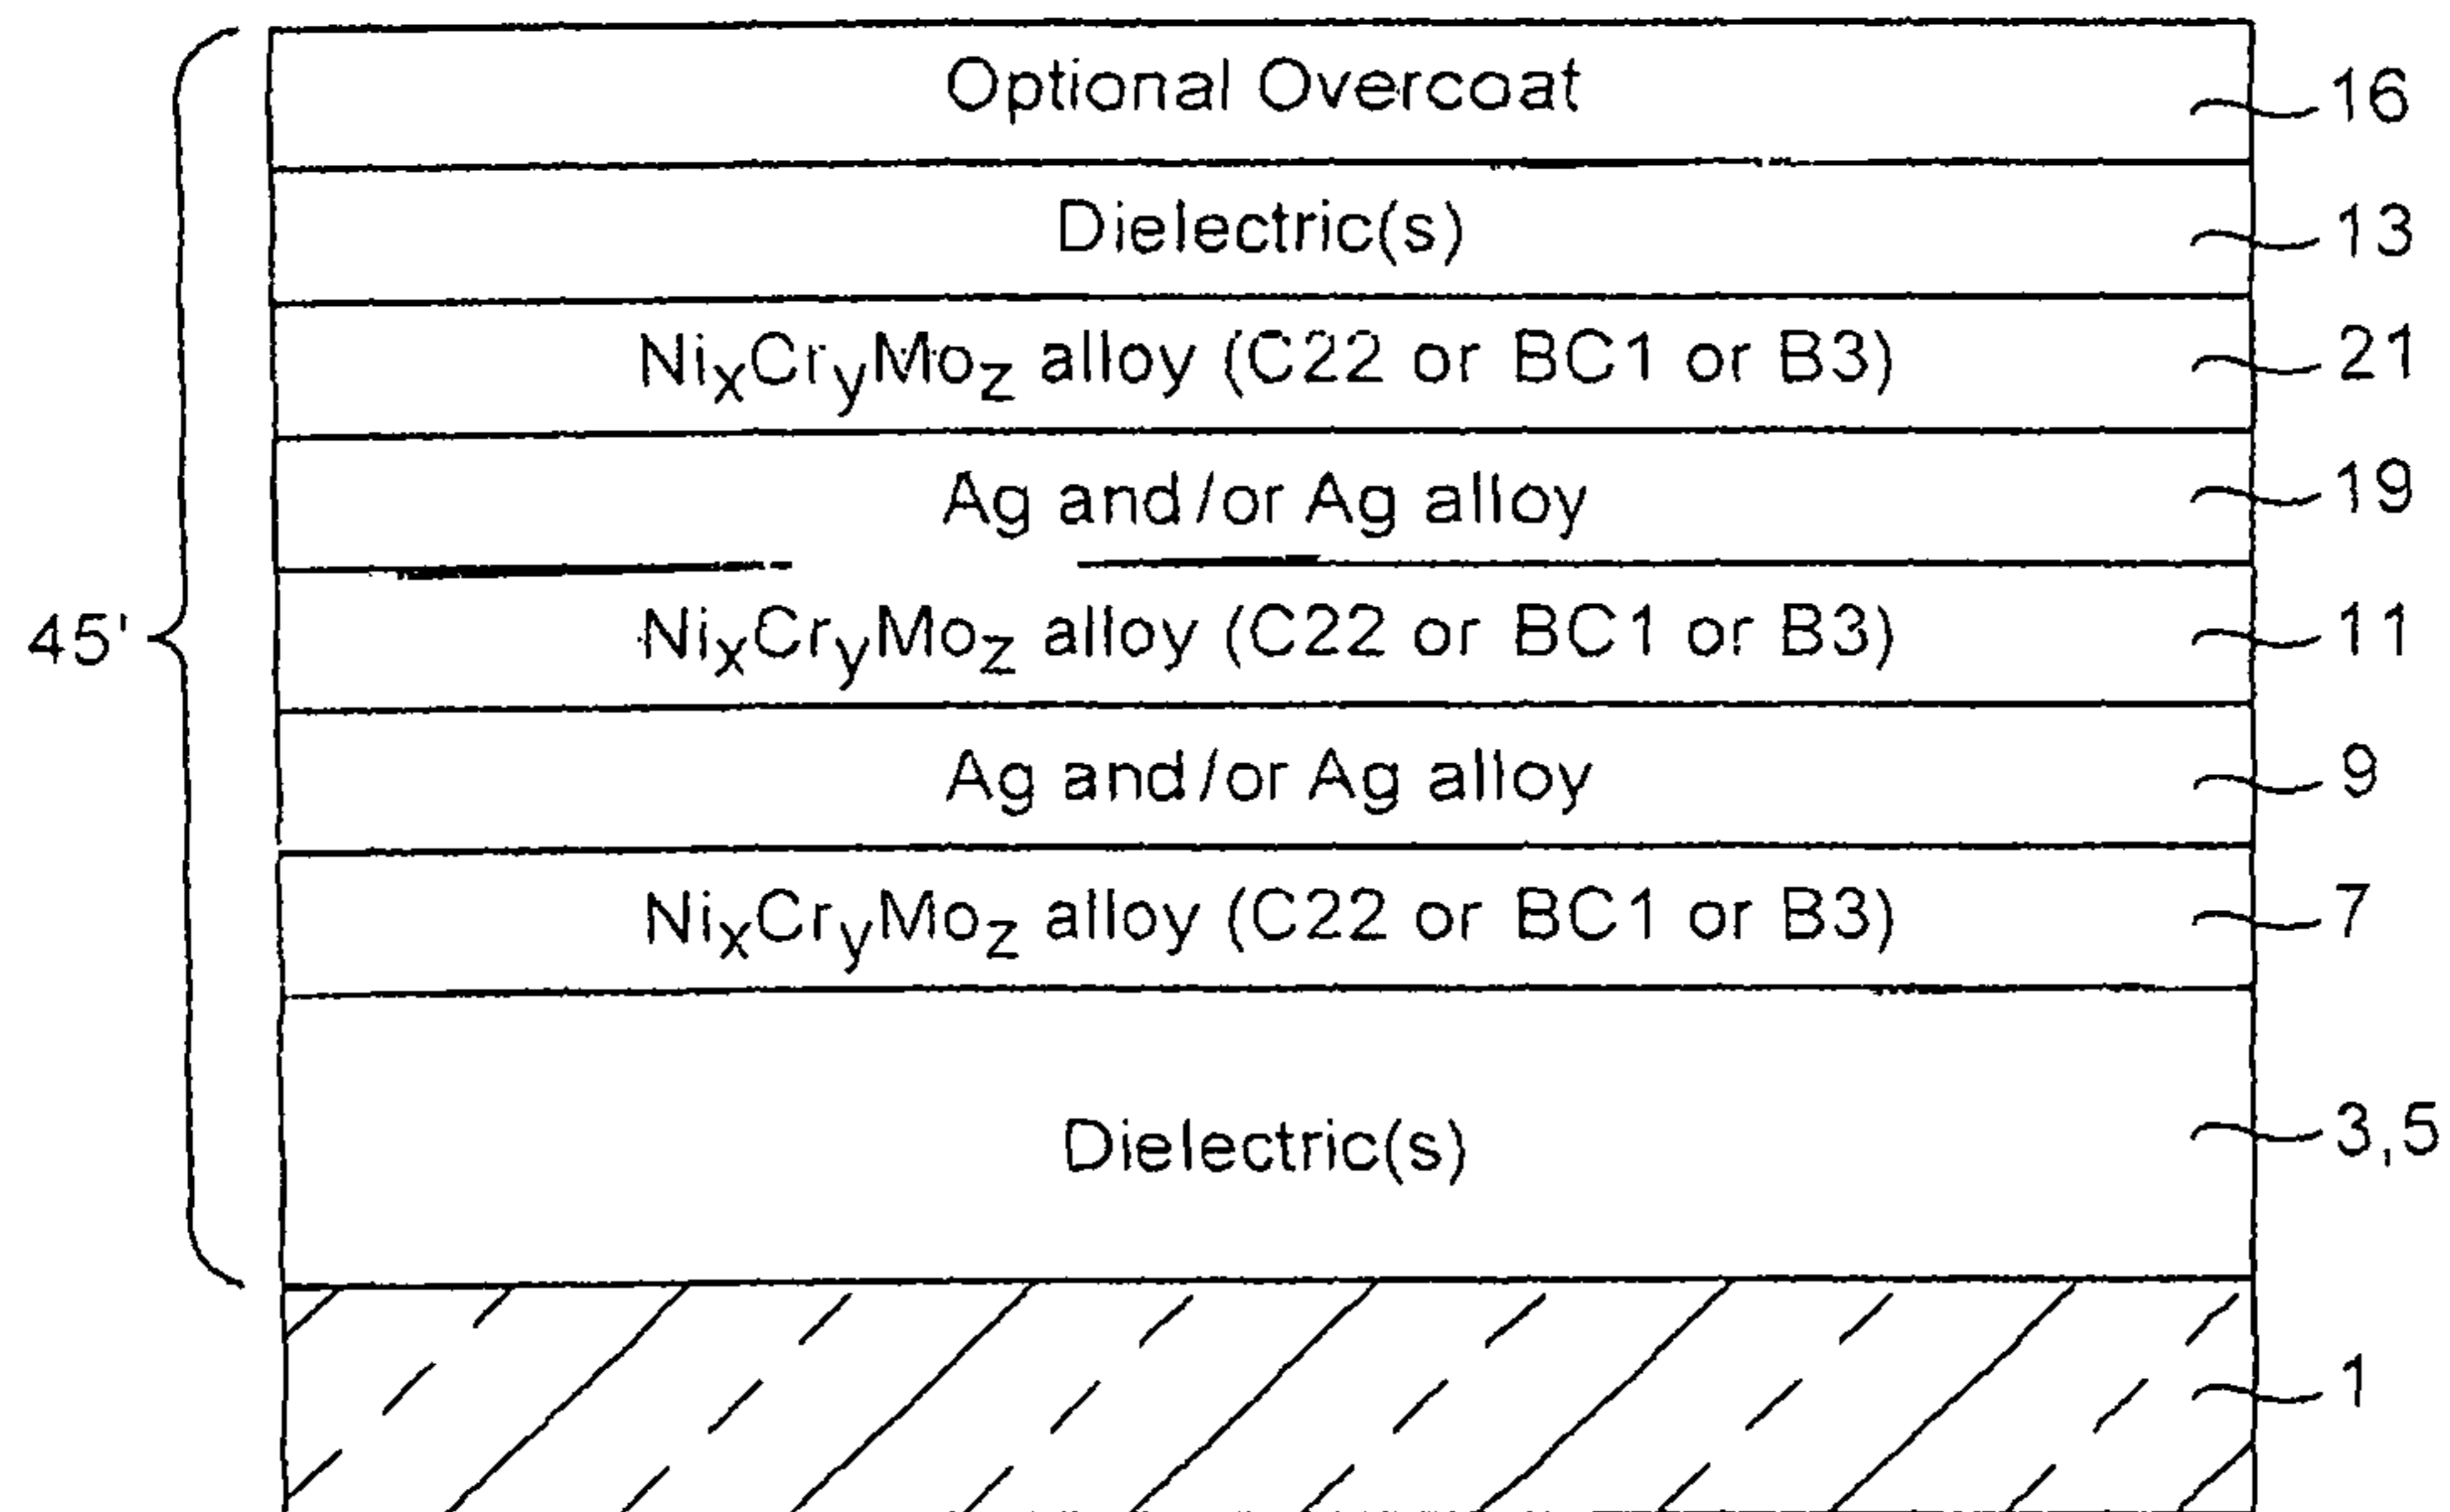 Optional Overcoat 16
Dielectric(s) 13
NixCryMoz alloy (C22 or BC1 or B3) 21
Ag and/or Ag alloy 19
45' NixCryMoz alloy (C22 or BC1 or B3) 11
Ag and/or Ag alloy 9
NixCryMoz alloy (C22 or BC1 or B3) 7
Dielectric(s) 3,5
1